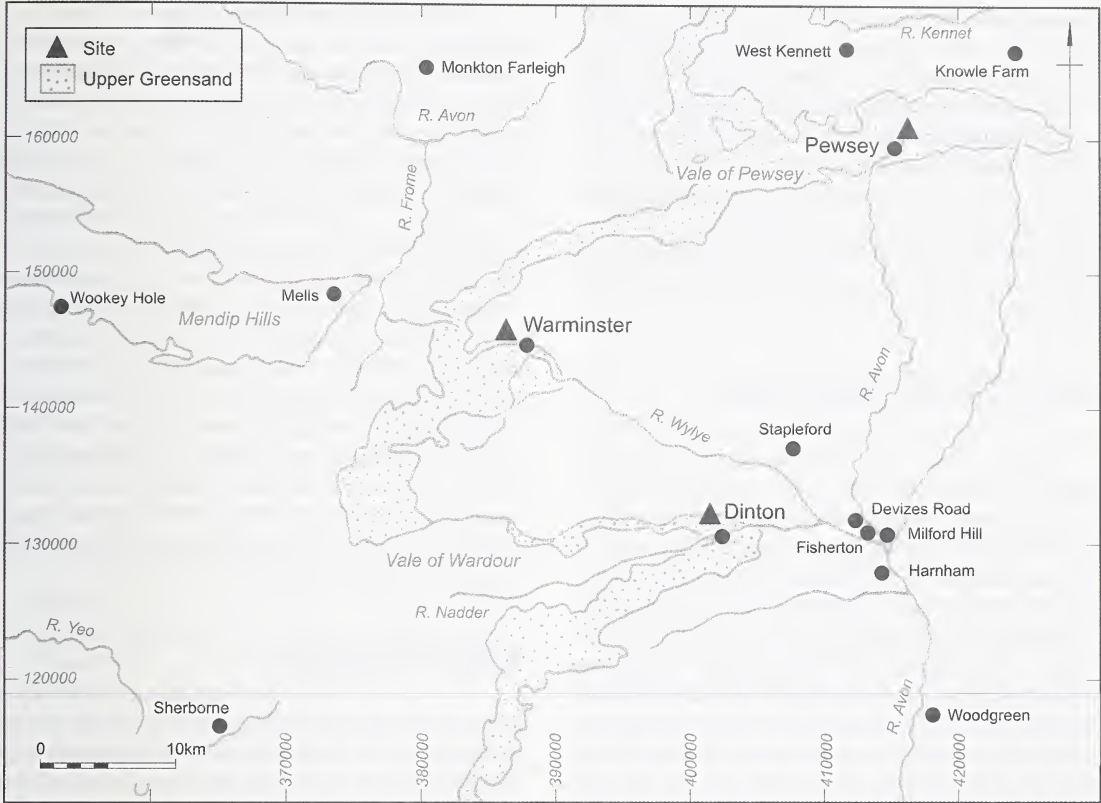 Site
Upper Greensand
Monkton Farleigh
West Kennett
R. Kennet
Knowle Farm
R. Avon
160000
Pewsey
Vale of Pewsey
R. Frome
150000
Wookey Hole
Mells
Mendip Hills
Warminster
140000
R. Avon
R. Wylye
Stapleford
Dinton
Devizes Road
130000
Fisherton
Milford Hill
Vale of Wardour
Harnham
R. Nadder
R. Yeo
120000
Sherborne
R. Avon
Woodgreen
0 10km
370000
380000
390000
400000
410000
420000